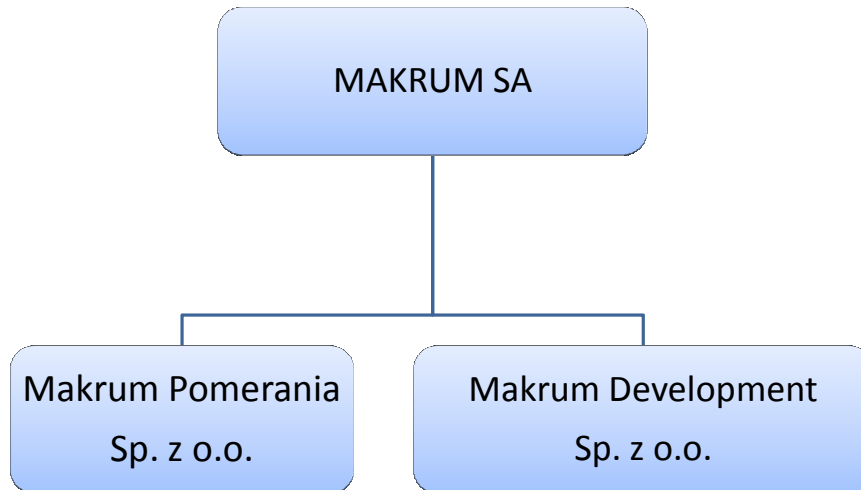 MAKRUM SA
Makrum Pomerania
Sp. z o.o.
Makrum Development
Sp. z o.o.